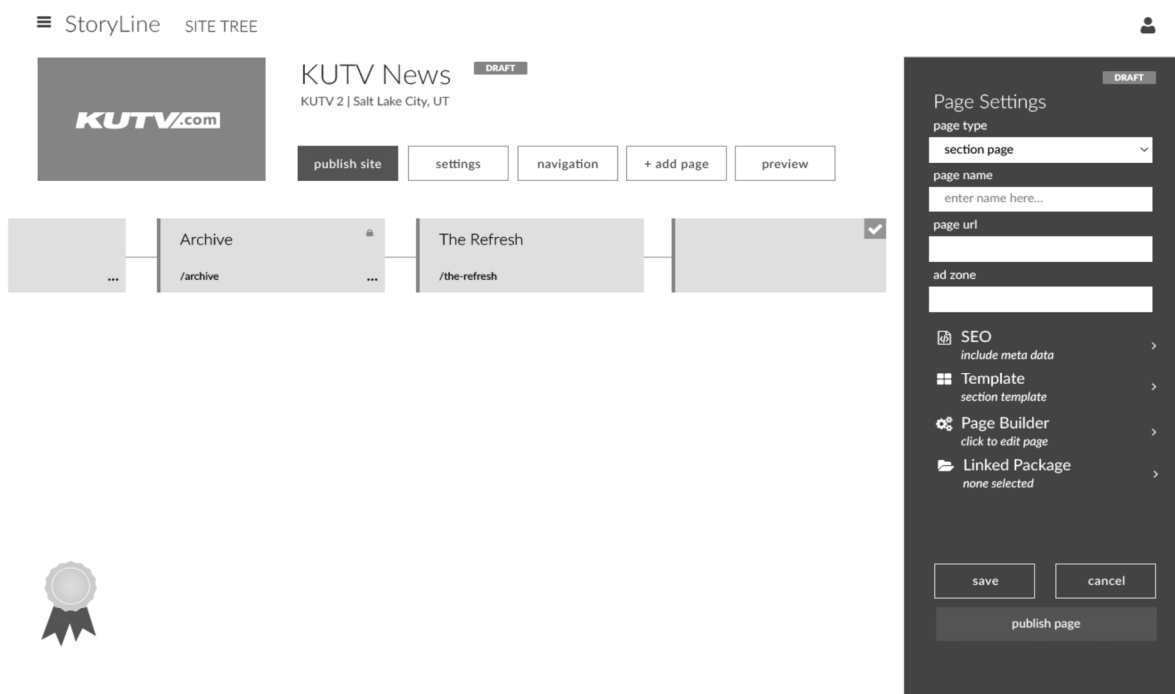 StoryLine SITE TREE
KUTV.com
KUTV News DRAFT
KUTV 2 | Salt Lake City, UT
publish site settings navigation + add page preview
...
Archive
/archive ...
The Refresh
/the-refresh
DRAFT
Page Settings
page type
section page
page name
enter name here...
page url
ad zone
SEO
include meta data
Template
section template
Page Builder
click to edit page
Linked Package
none selected
save cancel
publish page